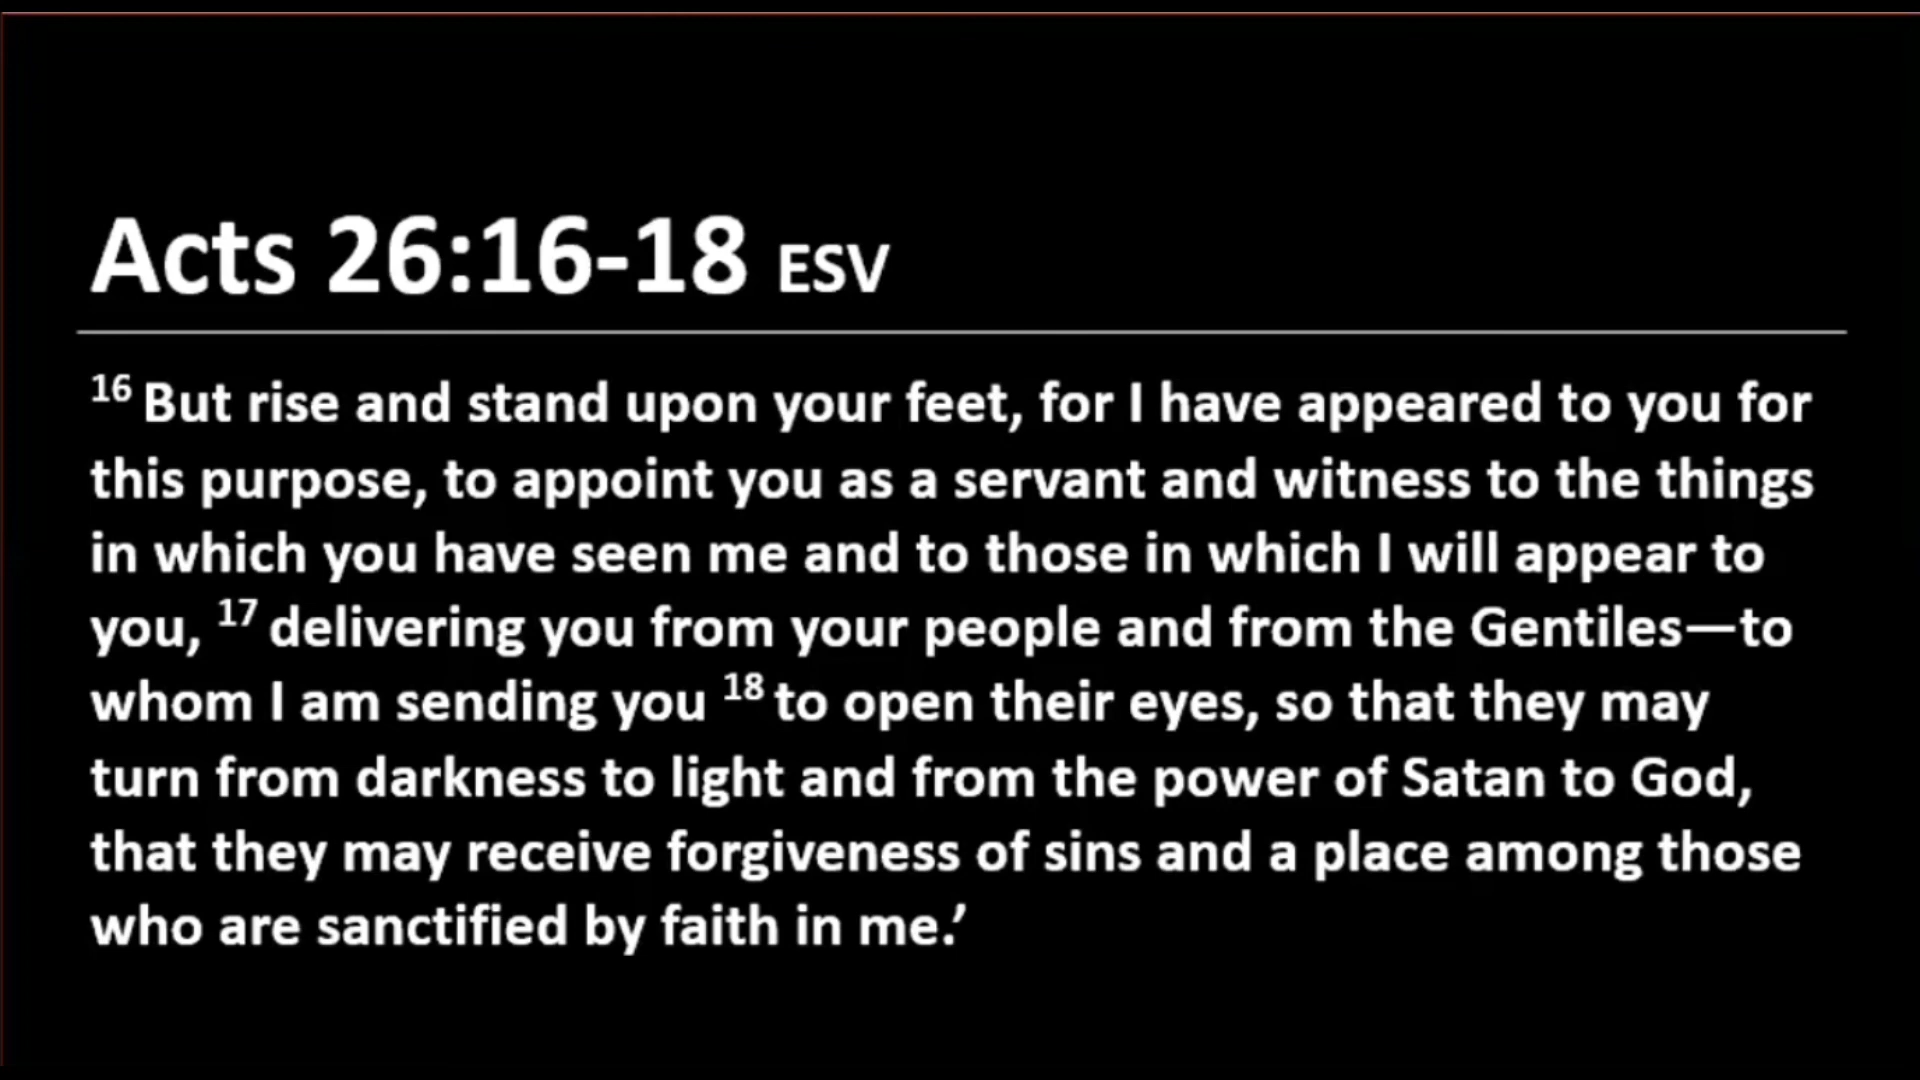 Acts 26:16-18 ESV
16 But rise and stand upon your feet, for I have appeared to you for
this purpose, to appoint you as a servant and witness to the things
in which you have seen me and to those in which I will appear to
you, 17 delivering you from your people and from the Gentiles—to
whom I am sending you 18 to open their eyes, so that they may
turn from darkness to light and from the power of Satan to God,
that they may receive forgiveness of sins and a place among those
who are sanctified by faith in me.’